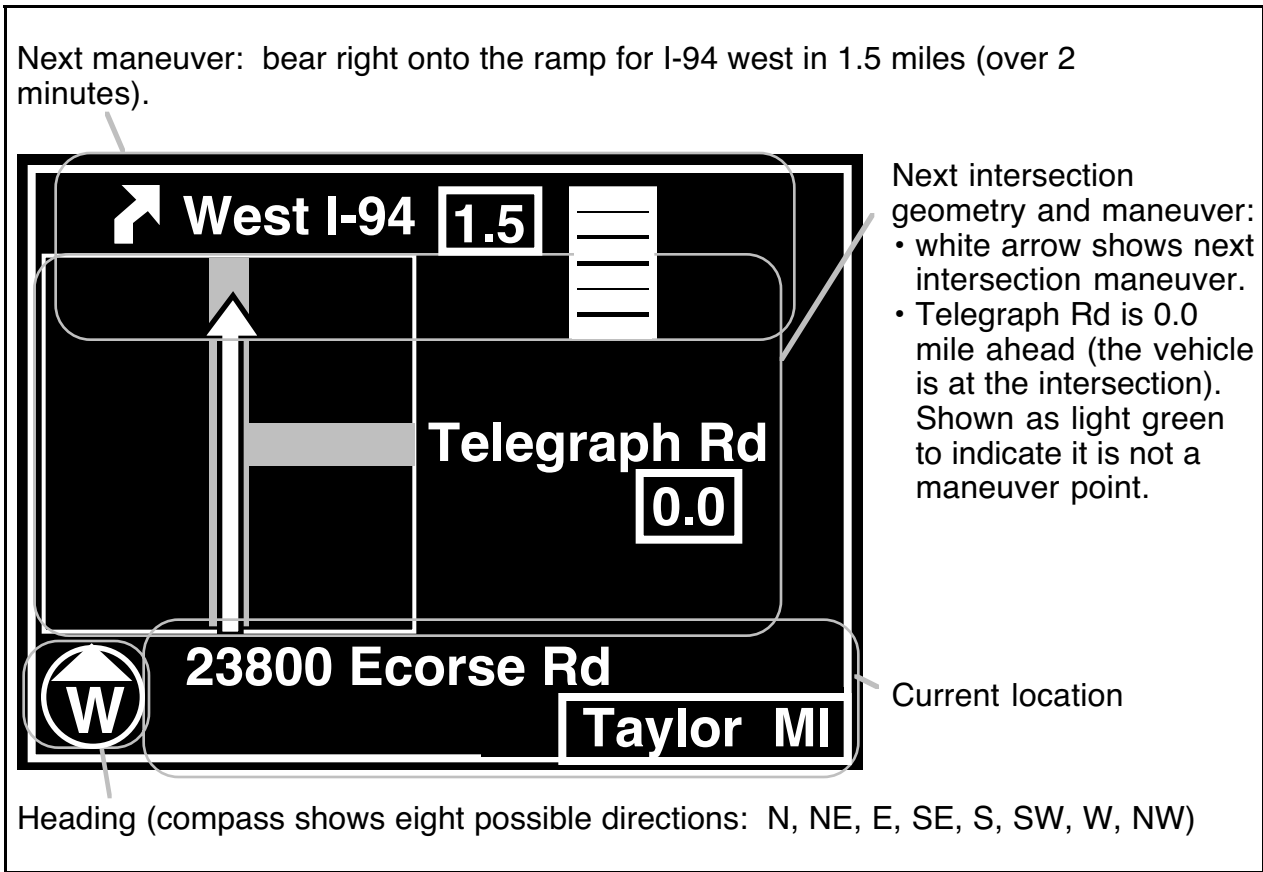 Next maneuver: bear right onto the ramp for I-94 west in 1.5 miles (over 2
minutes).
West I-94 1.5
Telegraph Rd
0.0
23800 Ecorse Rd
W
Taylor MI
Next intersection
geometry and maneuver:
• white arrow shows next
intersection maneuver.
• Telegraph Rd is 0.0
mile ahead (the vehicle
is at the intersection).
Shown as light green
to indicate it is not a
maneuver point.
Current location
Heading (compass shows eight possible directions: N, NE, E, SE, S, SW, W, NW)